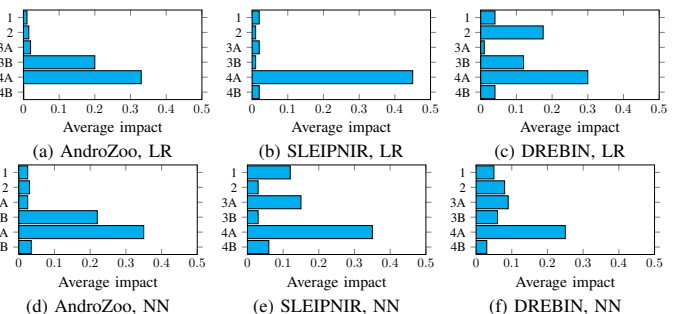 1
2
3A
3B
4A
4B
0 0.1 0.2 0.3 0.4 0.5
Average impact
(a) AndroZoo, LR
1
2
3A
3B
4A
4B
0 0.1 0.2 0.3 0.4 0.5
Average impact
(b) SLEIPNIR, LR
1
2
3A
3B
4A
4B
0 0.1 0.2 0.3 0.4 0.5
Average impact
(c) DREBIN, LR
1
2
A
B
A
B
0 0.1 0.2 0.3 0.4 0.5
Average impact
(d) AndroZoo, NN
1
2
3A
3B
4A
4B
0 0.1 0.2 0.3 0.4 0.5
Average impact
(e) SLEIPNIR, NN
1
2
3A
3B
4A
4B
0 0.1 0.2 0.3 0.4 0.5
Average impact
(f) DREBIN, NN